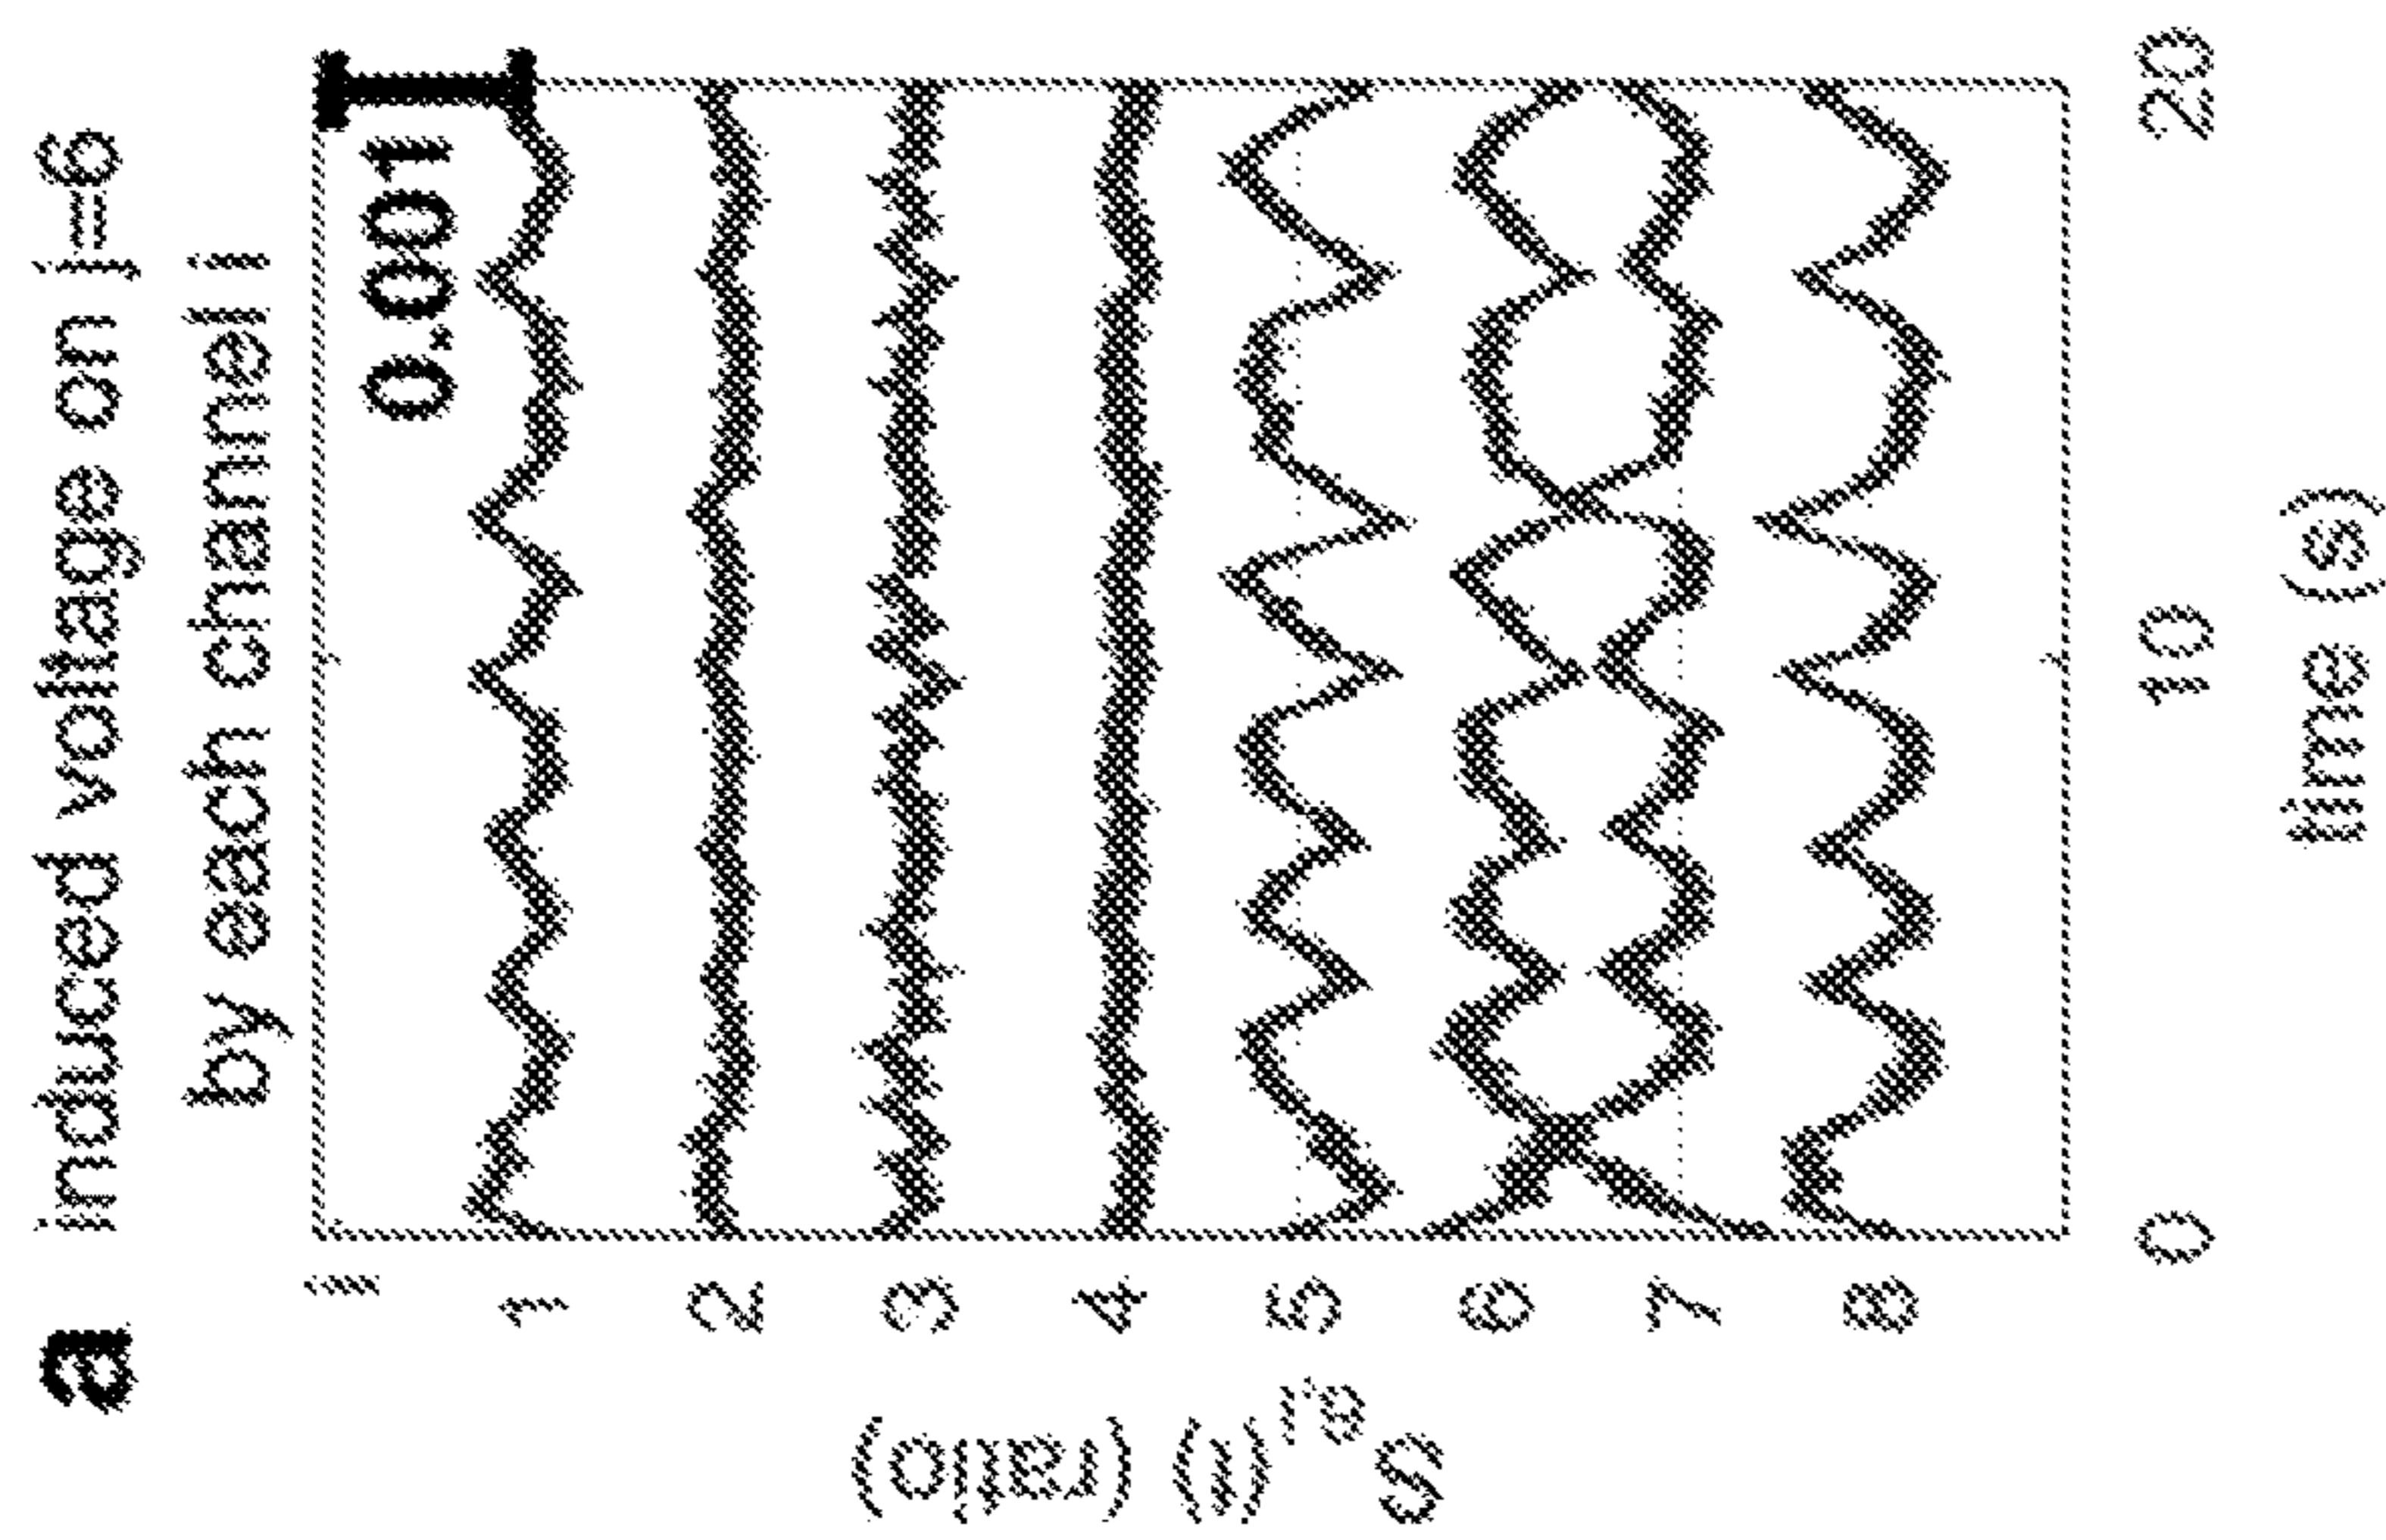 a induced voltage on j=6
by each channel i
0.001
i
1
2
3
4
5
6
7
8
S6,i(t) (ratio)
0 10 20
time (s)